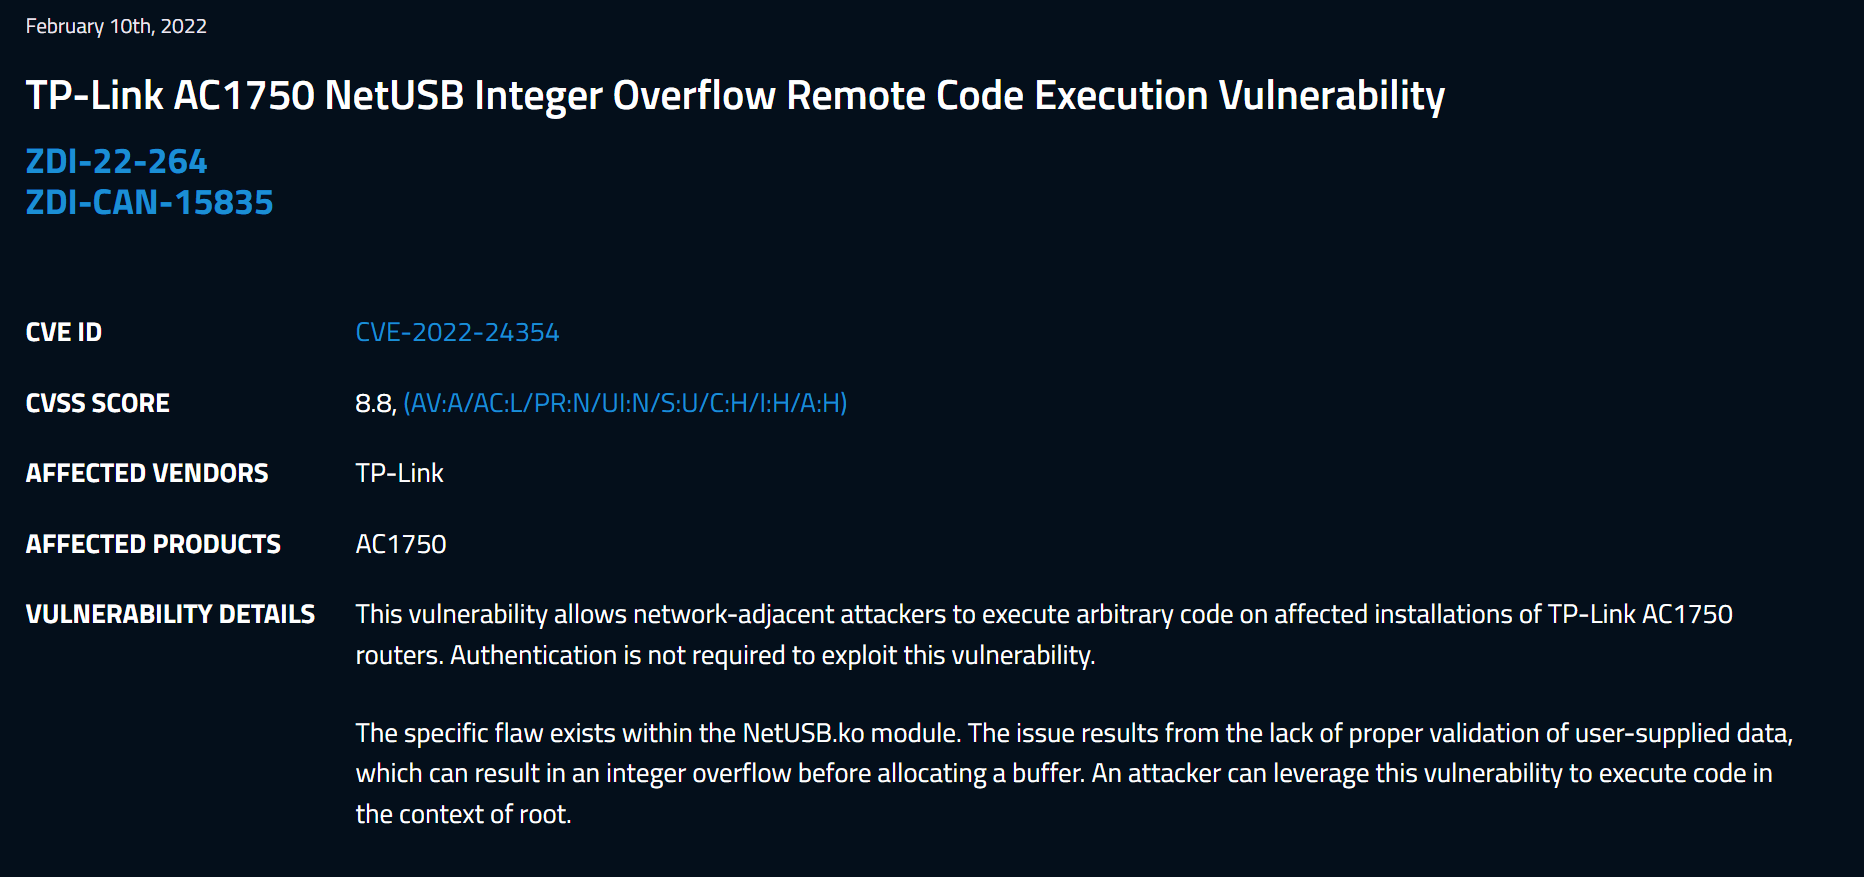 February 10th, 2022
TP-Link AC1750 NetUSB Integer Overflow Remote Code Execution Vulnerability
ZDI-22-264
ZDI-CAN-15835
CVE ID CVE-2022-24354
CVSS SCORE 8.8, (AV:A/AC:L/PR:N/UI:N/S:U/C:H/I:H/A:H)
AFFECTED VENDORS TP-Link
AFFECTED PRODUCTS AC1750
VULNERABILITY DETAILS This vulnerability allows network-adjacent attackers to execute arbitrary code on affected installations of TP-Link AC1750
routers. Authentication is not required to exploit this vulnerability.
The specific flaw exists within the NetUSB.ko module. The issue results from the lack of proper validation of user-supplied data,
which can result in an integer overflow before allocating a buffer. An attacker can leverage this vulnerability to execute code in
the context of root.